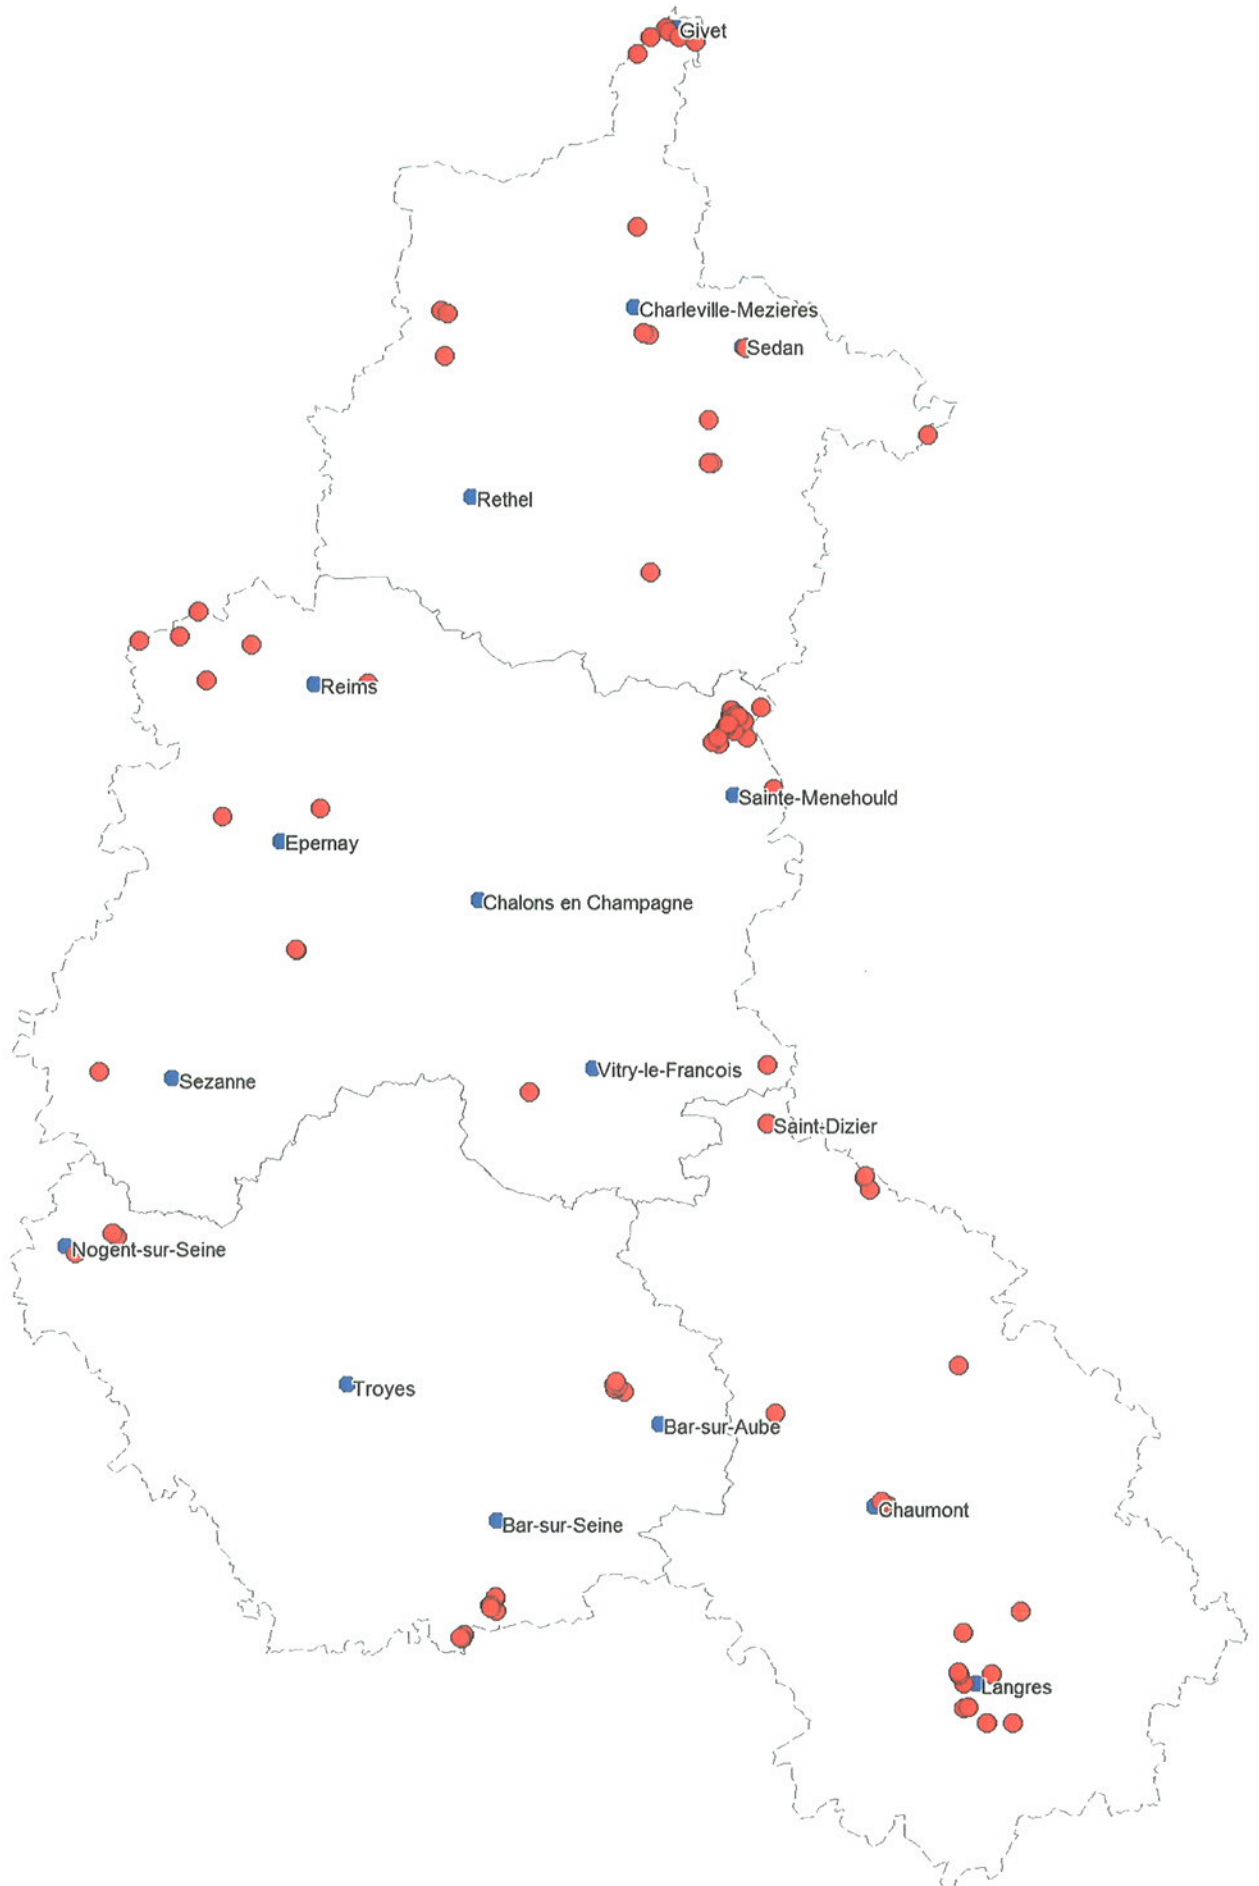 Givet
Charleville-Mezieres
Sedan
Rethel
Reims
Sainte-Menehould
Epernay
Chalons en Champagne
Vitry-le-Francois
Sezanne
Saint-Dizier
Nogent-sur-Seine
Troyes
Bar-sur-Aube
Chaumont
Bar-sur-Seine
Langres